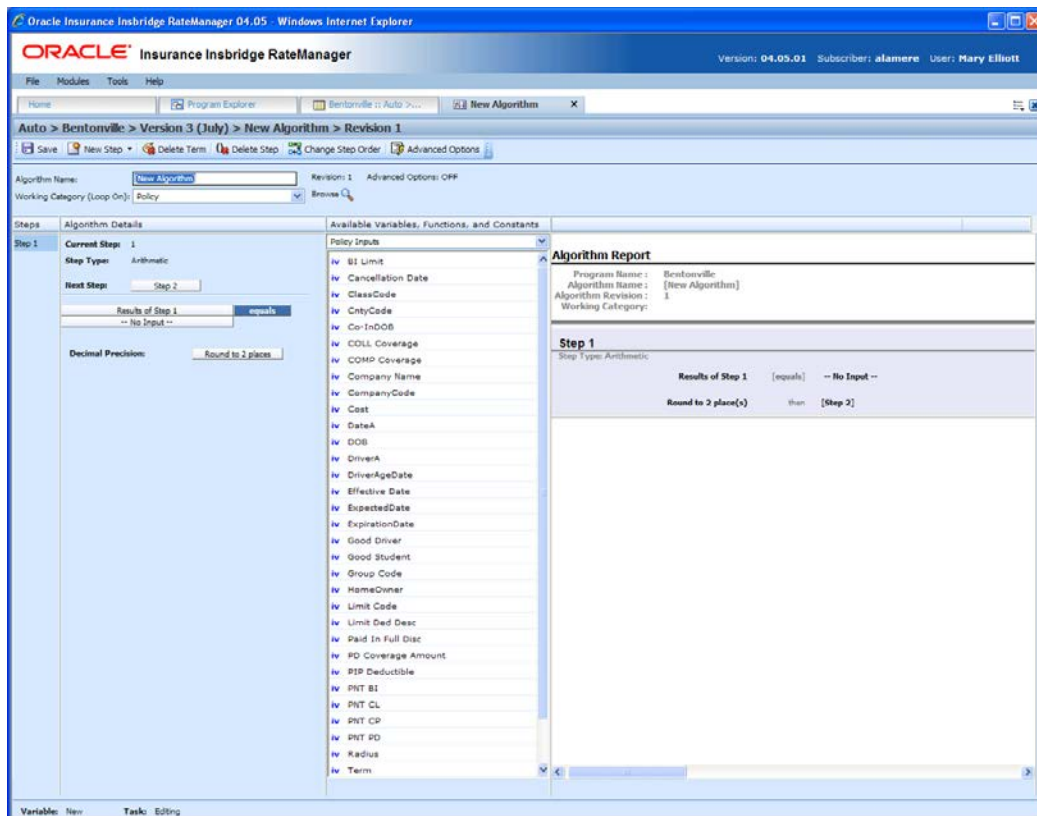 Oracle Insurance Insbridge RateManager 04.05 - Windows Internet Explorer
ORACLE Insurance Insbridge RateManager
Version: 04.05.01 Subscriber: alamere User: Mary Elliott
File Modules Tools Help
Home Program Explorer Bentonville :: Auto >... New Algorithm X
Auto > Bentonville > Version 3 (July) > New Algorithm > Revision 1
Save New Step Delete Term Delete Step Change Step Order Advanced Options
Algorithm Name: [New Algorithm] Revision: 1 Advanced Options: OFF
Working Category (Loop On): Policy Browse
Steps Algorithm Details Available Variables, Functions, and Constants
Step 1
Current Step: 1
Step Type: Arithmetic
Next Step: Step 2
Results of Step 1 equals
-- No Input --
Decimal Precision: Round to 2 places
Policy Inputs
iv BI Limit
iv Cancellation Date
iv ClassCode
iv CntyCode
iv Co-InDOB
iv COLL Coverage
iv COMP Coverage
iv Company Name
iv CompanyCode
iv Cost
iv DateA
iv DOB
iv DriverA
iv DriverAgeDate
iv Effective Date
iv ExpectedDate
iv ExpirationDate
iv Good Driver
iv Good Student
iv Group Code
iv HomeOwner
iv Limit Code
iv Limit Ded Desc
iv Paid In Full Disc
iv PD Coverage Amount
iv PIP Deductible
iv PNT BI
iv PNT CL
iv PNT CP
iv PNT PD
iv Radius
iv Term
Algorithm Report
Program Name : Bentonville
Algorithm Name : [New Algorithm]
Algorithm Revision : 1
Working Category:
Step 1
Step Type: Arithmetic
Results of Step 1 [equals] -- No Input --
Round to 2 place(s) then [Step 2]
Variable: New Task: Editing